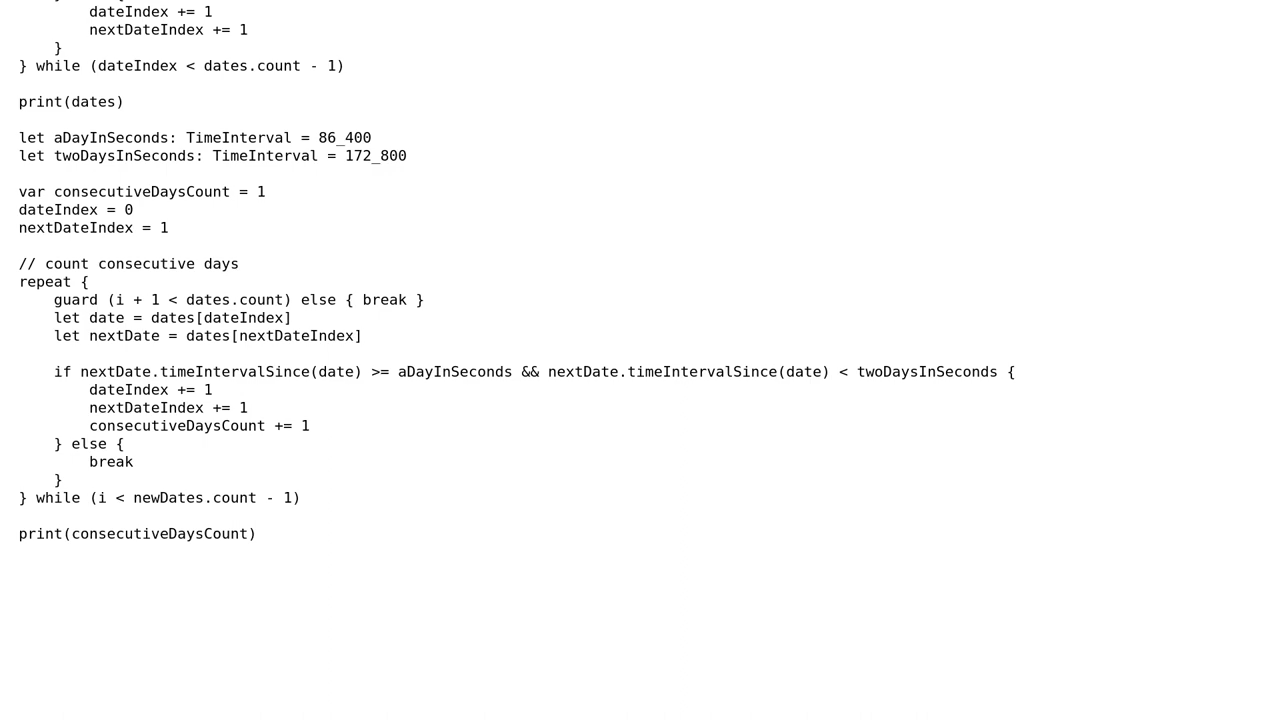 dateIndex += 1
        nextDateIndex += 1
    }
} while (dateIndex < dates.count - 1)

print(dates)

let aDayInSeconds: TimeInterval = 86_400
let twoDaysInSeconds: TimeInterval = 172_800

var consecutiveDaysCount = 1
dateIndex = 0
nextDateIndex = 1

// count consecutive days
repeat {
    guard (i + 1 < dates.count) else { break }
    let date = dates[dateIndex]
    let nextDate = dates[nextDateIndex]

    if nextDate.timeIntervalSince(date) >= aDayInSeconds && nextDate.timeIntervalSince(date) < twoDaysInSeconds {
        dateIndex += 1
        nextDateIndex += 1
        consecutiveDaysCount += 1
    } else {
        break
    }
} while (i < newDates.count - 1)

print(consecutiveDaysCount)